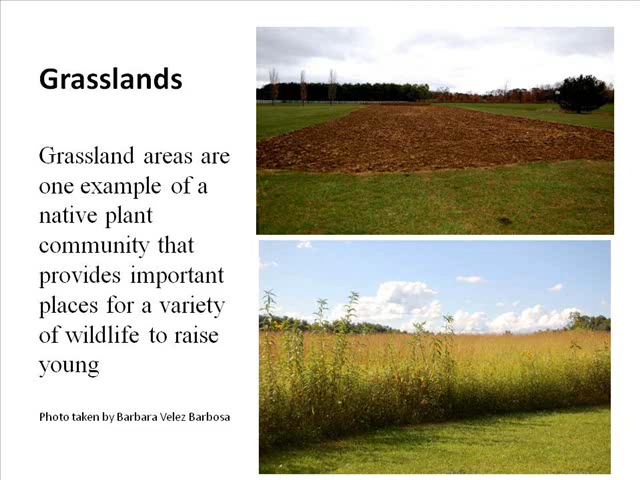 Grasslands
Grassland areas are
one example of a
native plant
community that
provides important
places for a variety
of wildlife to raise
young
Photo taken by Barbara Velez Barbosa